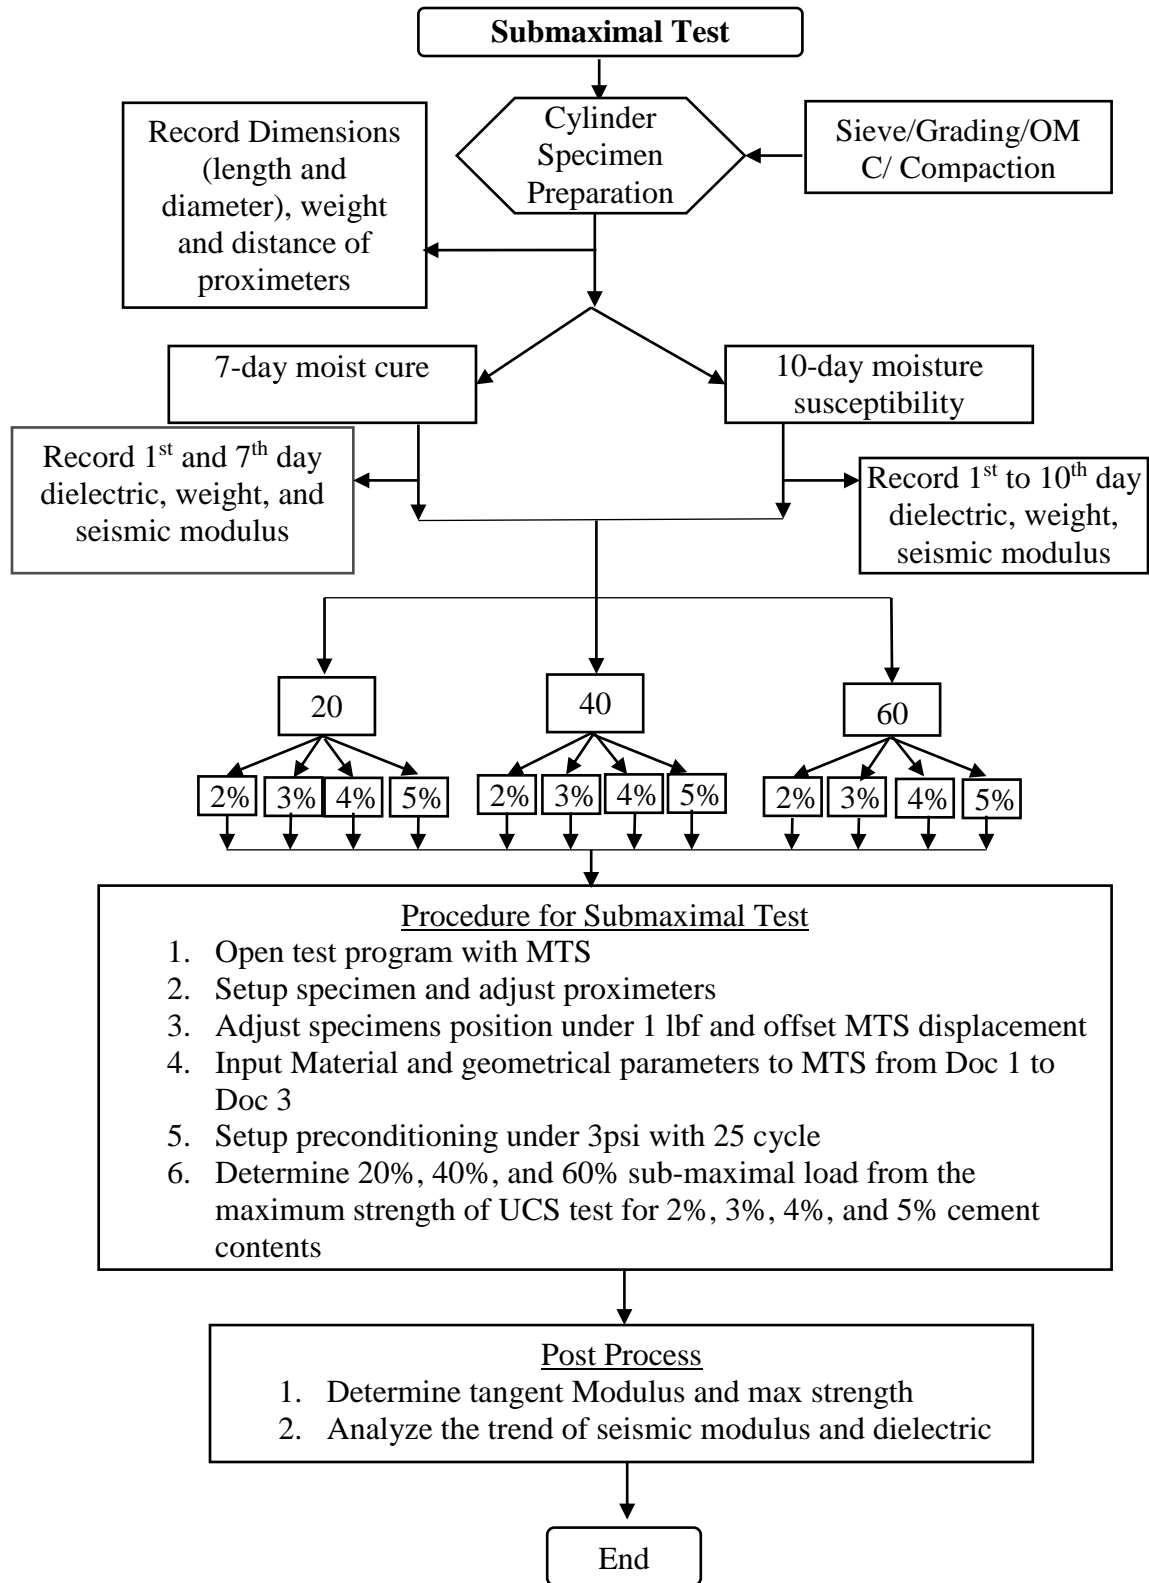 Submaximal Test
Cylinder
Specimen
Preparation
Sieve/Grading/OM
C/ Compaction
Record Dimensions
(length and
diameter), weight
and distance of
proximeters
7-day moist cure
10-day moisture
susceptibility
Record 1st and 7th day
dielectric, weight, and
seismic modulus
Record 1st to 10th day
dielectric, weight,
seismic modulus
20
40
60
2% 3% 4% 5%
2% 3% 4% 5%
2% 3% 4% 5%
Procedure for Submaximal Test
1. Open test program with MTS
2. Setup specimen and adjust proximeters
3. Adjust specimens position under 1 lbf and offset MTS displacement
4. Input Material and geometrical parameters to MTS from Doc 1 to
Doc 3
5. Setup preconditioning under 3psi with 25 cycle
6. Determine 20%, 40%, and 60% sub-maximal load from the
maximum strength of UCS test for 2%, 3%, 4%, and 5% cement
contents
Post Process
1. Determine tangent Modulus and max strength
2. Analyze the trend of seismic modulus and dielectric
End